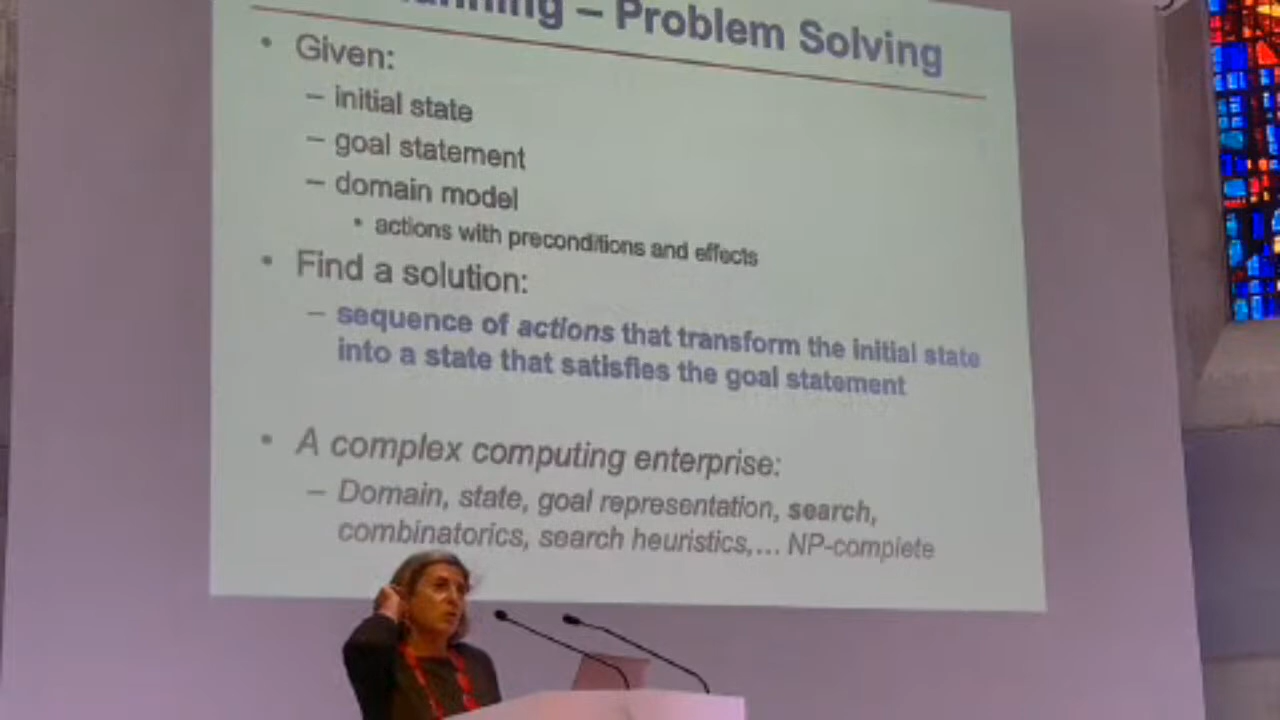 – Problem Solving
• Given:
– initial state
– goal statement
– domain model
• actions with preconditions and effects
• Find a solution:
– sequence of actions that transform the initial state
into a state that satisfies the goal statement
• A complex computing enterprise:
– Domain, state, goal representation, search,
combinatorics, search heuristics,... NP-complete